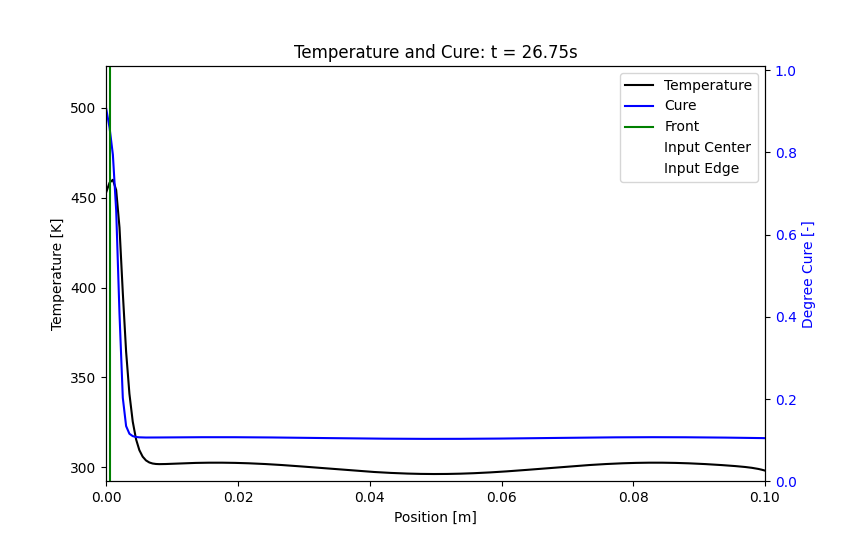 Temperature and Cure: t = 26.75s
Temperature
Cure
Front
Input Center
Input Edge
500
450
400
350
300
Temperature [K]
1.0
0.8
0.6
0.4
0.2
0.0
Degree Cure [-]
0.00 0.02 0.04 0.06 0.08 0.10
Position [m]